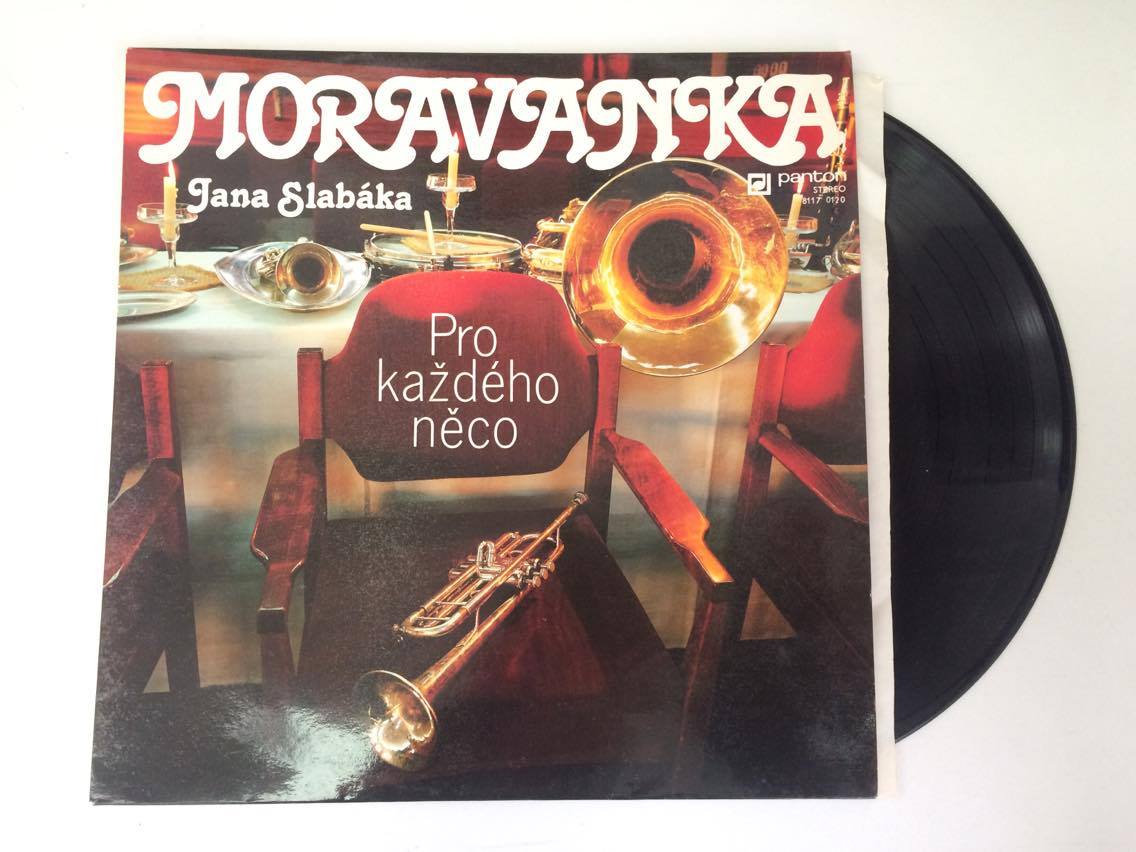 MORAVANKA
Jana Slabáka
panton
STEREO
8117 0120
Pro
každého
něco